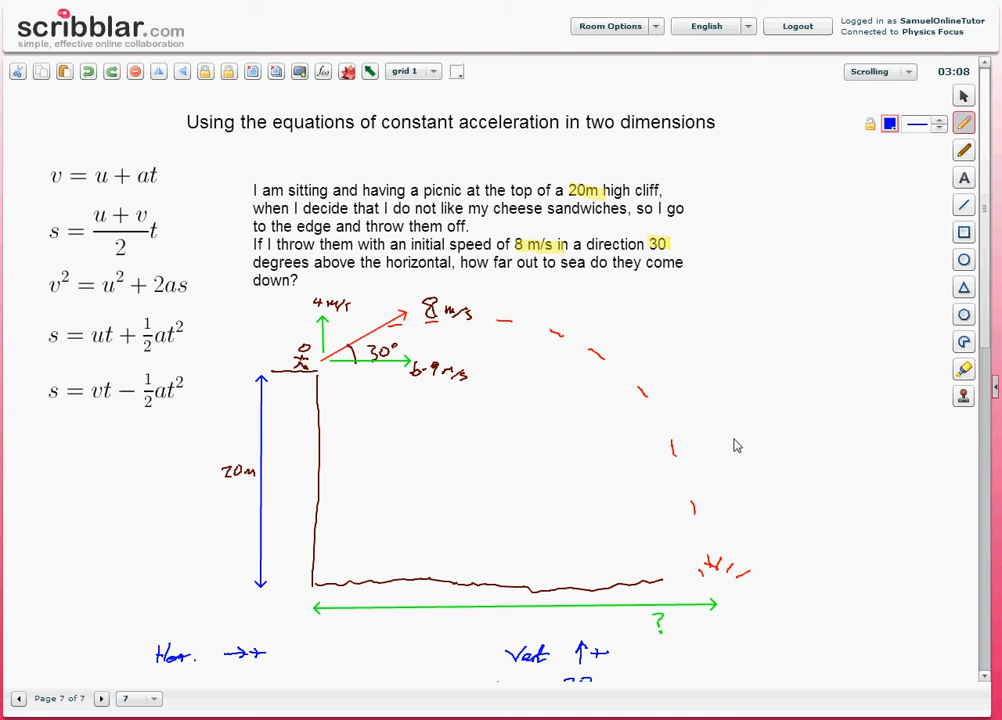 scribblar.com
simple, effective online collaboration
Room Options
English
Logout
Logged in as SamuelOnlineTutor
Connected to Physics Focus
f(x)
grid 1
Scrolling
03:08
Using the equations of constant acceleration in two dimensions
v = u + at
s = \frac{u + v}{2}t
v² = u² + 2as
s = ut + ½at²
s = vt − ½at²
I am sitting and having a picnic at the top of a 20m high cliff,
when I decide that I do not like my cheese sandwiches, so I go
to the edge and throw them off.
If I throw them with an initial speed of 8 m/s in a direction 30
degrees above the horizontal, how far out to sea do they come
down?
4 m/s
8 m/s
30°
6.9 m/s
20m
?
Hor. →+
Vert ↑+
A
Page 7 of 7
7